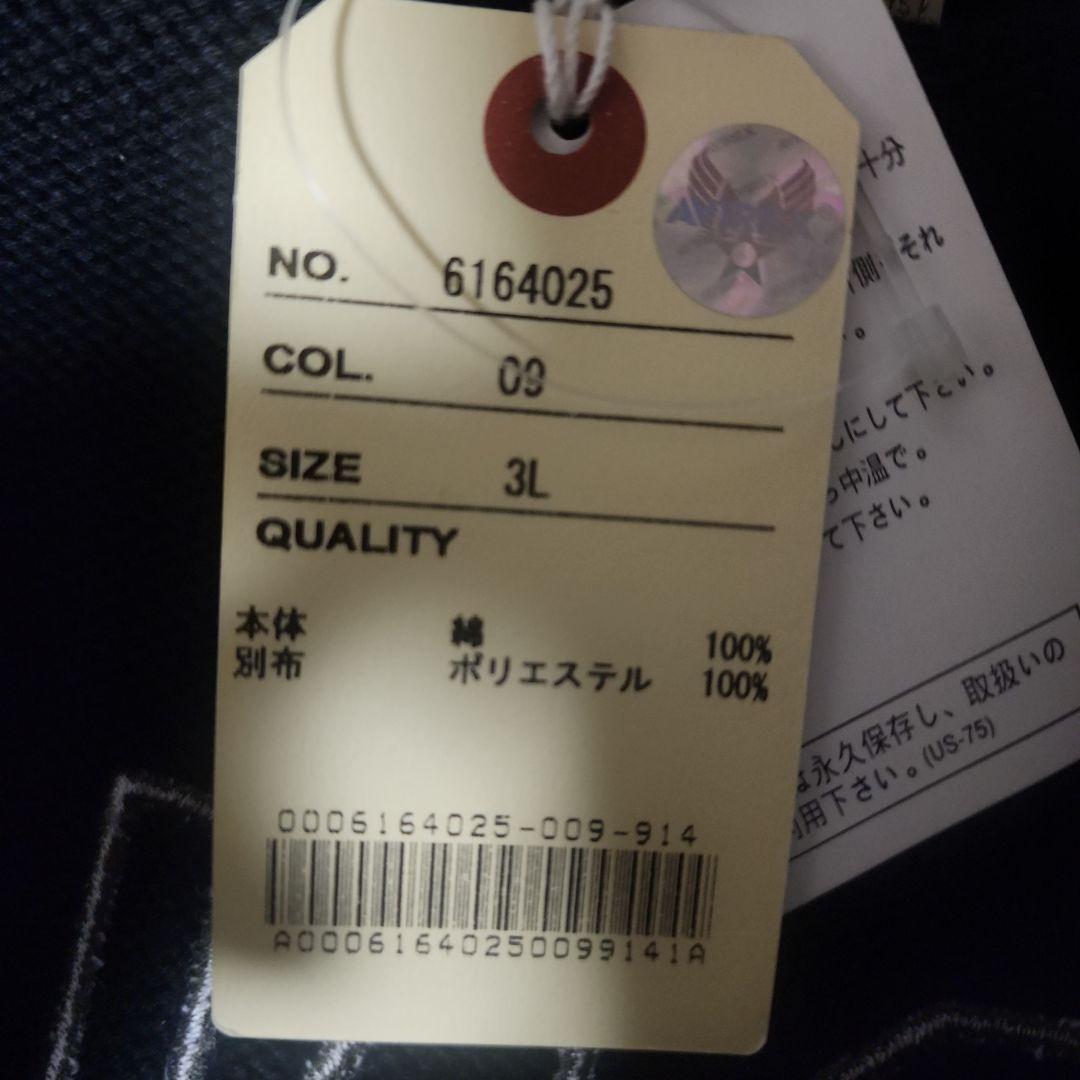 NO. 6164025
COL. 09
SIZE 3L
QUALITY
本体 綿 100%
別布 ポリエステル 100%
0006164025-009-914
A00061640250099141A
十分
側、それ
。
にして下さい。
中温で。
て下さい。
永久保存し、取扱いの
用下さい。(US-75)